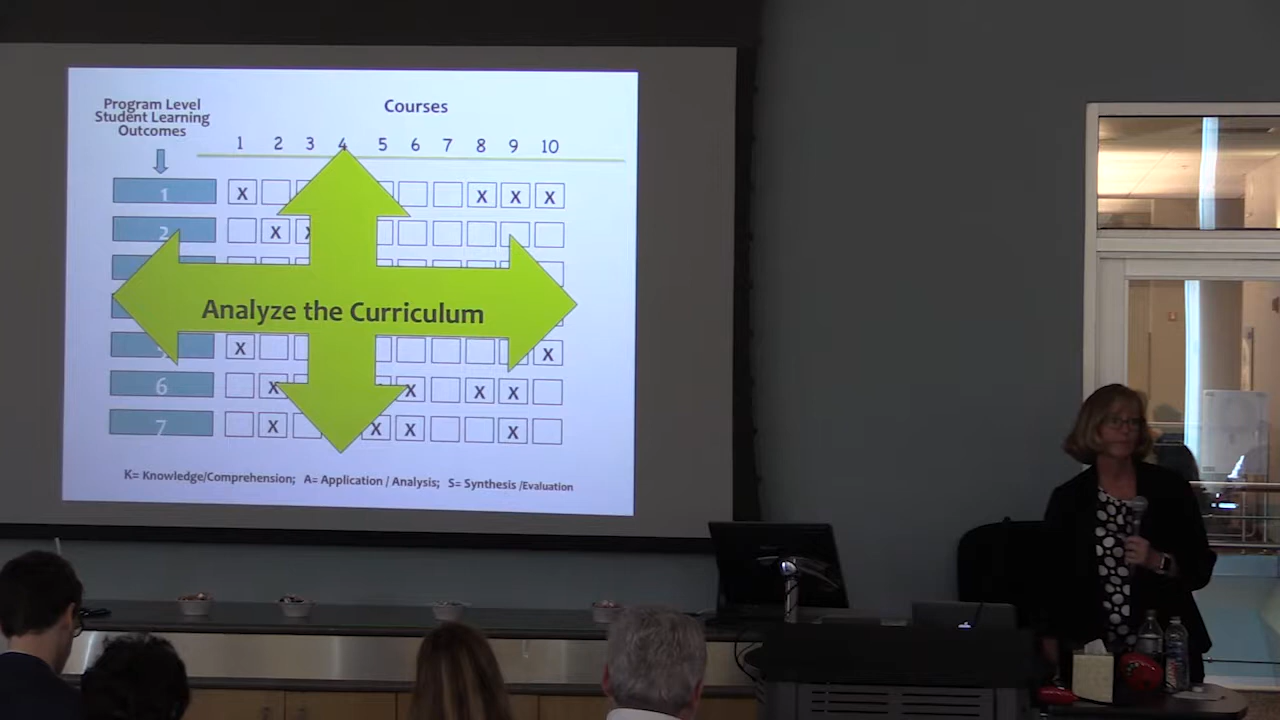 Program Level
Student Learning
Outcomes
Courses
1 2 3 4 5 6 7 8 9 10
1 X X X X
2 X X
Analyze the Curriculum
X X
6 X X X X
7 X X X X
K= Knowledge/Comprehension; A= Application / Analysis; S= Synthesis /Evaluation